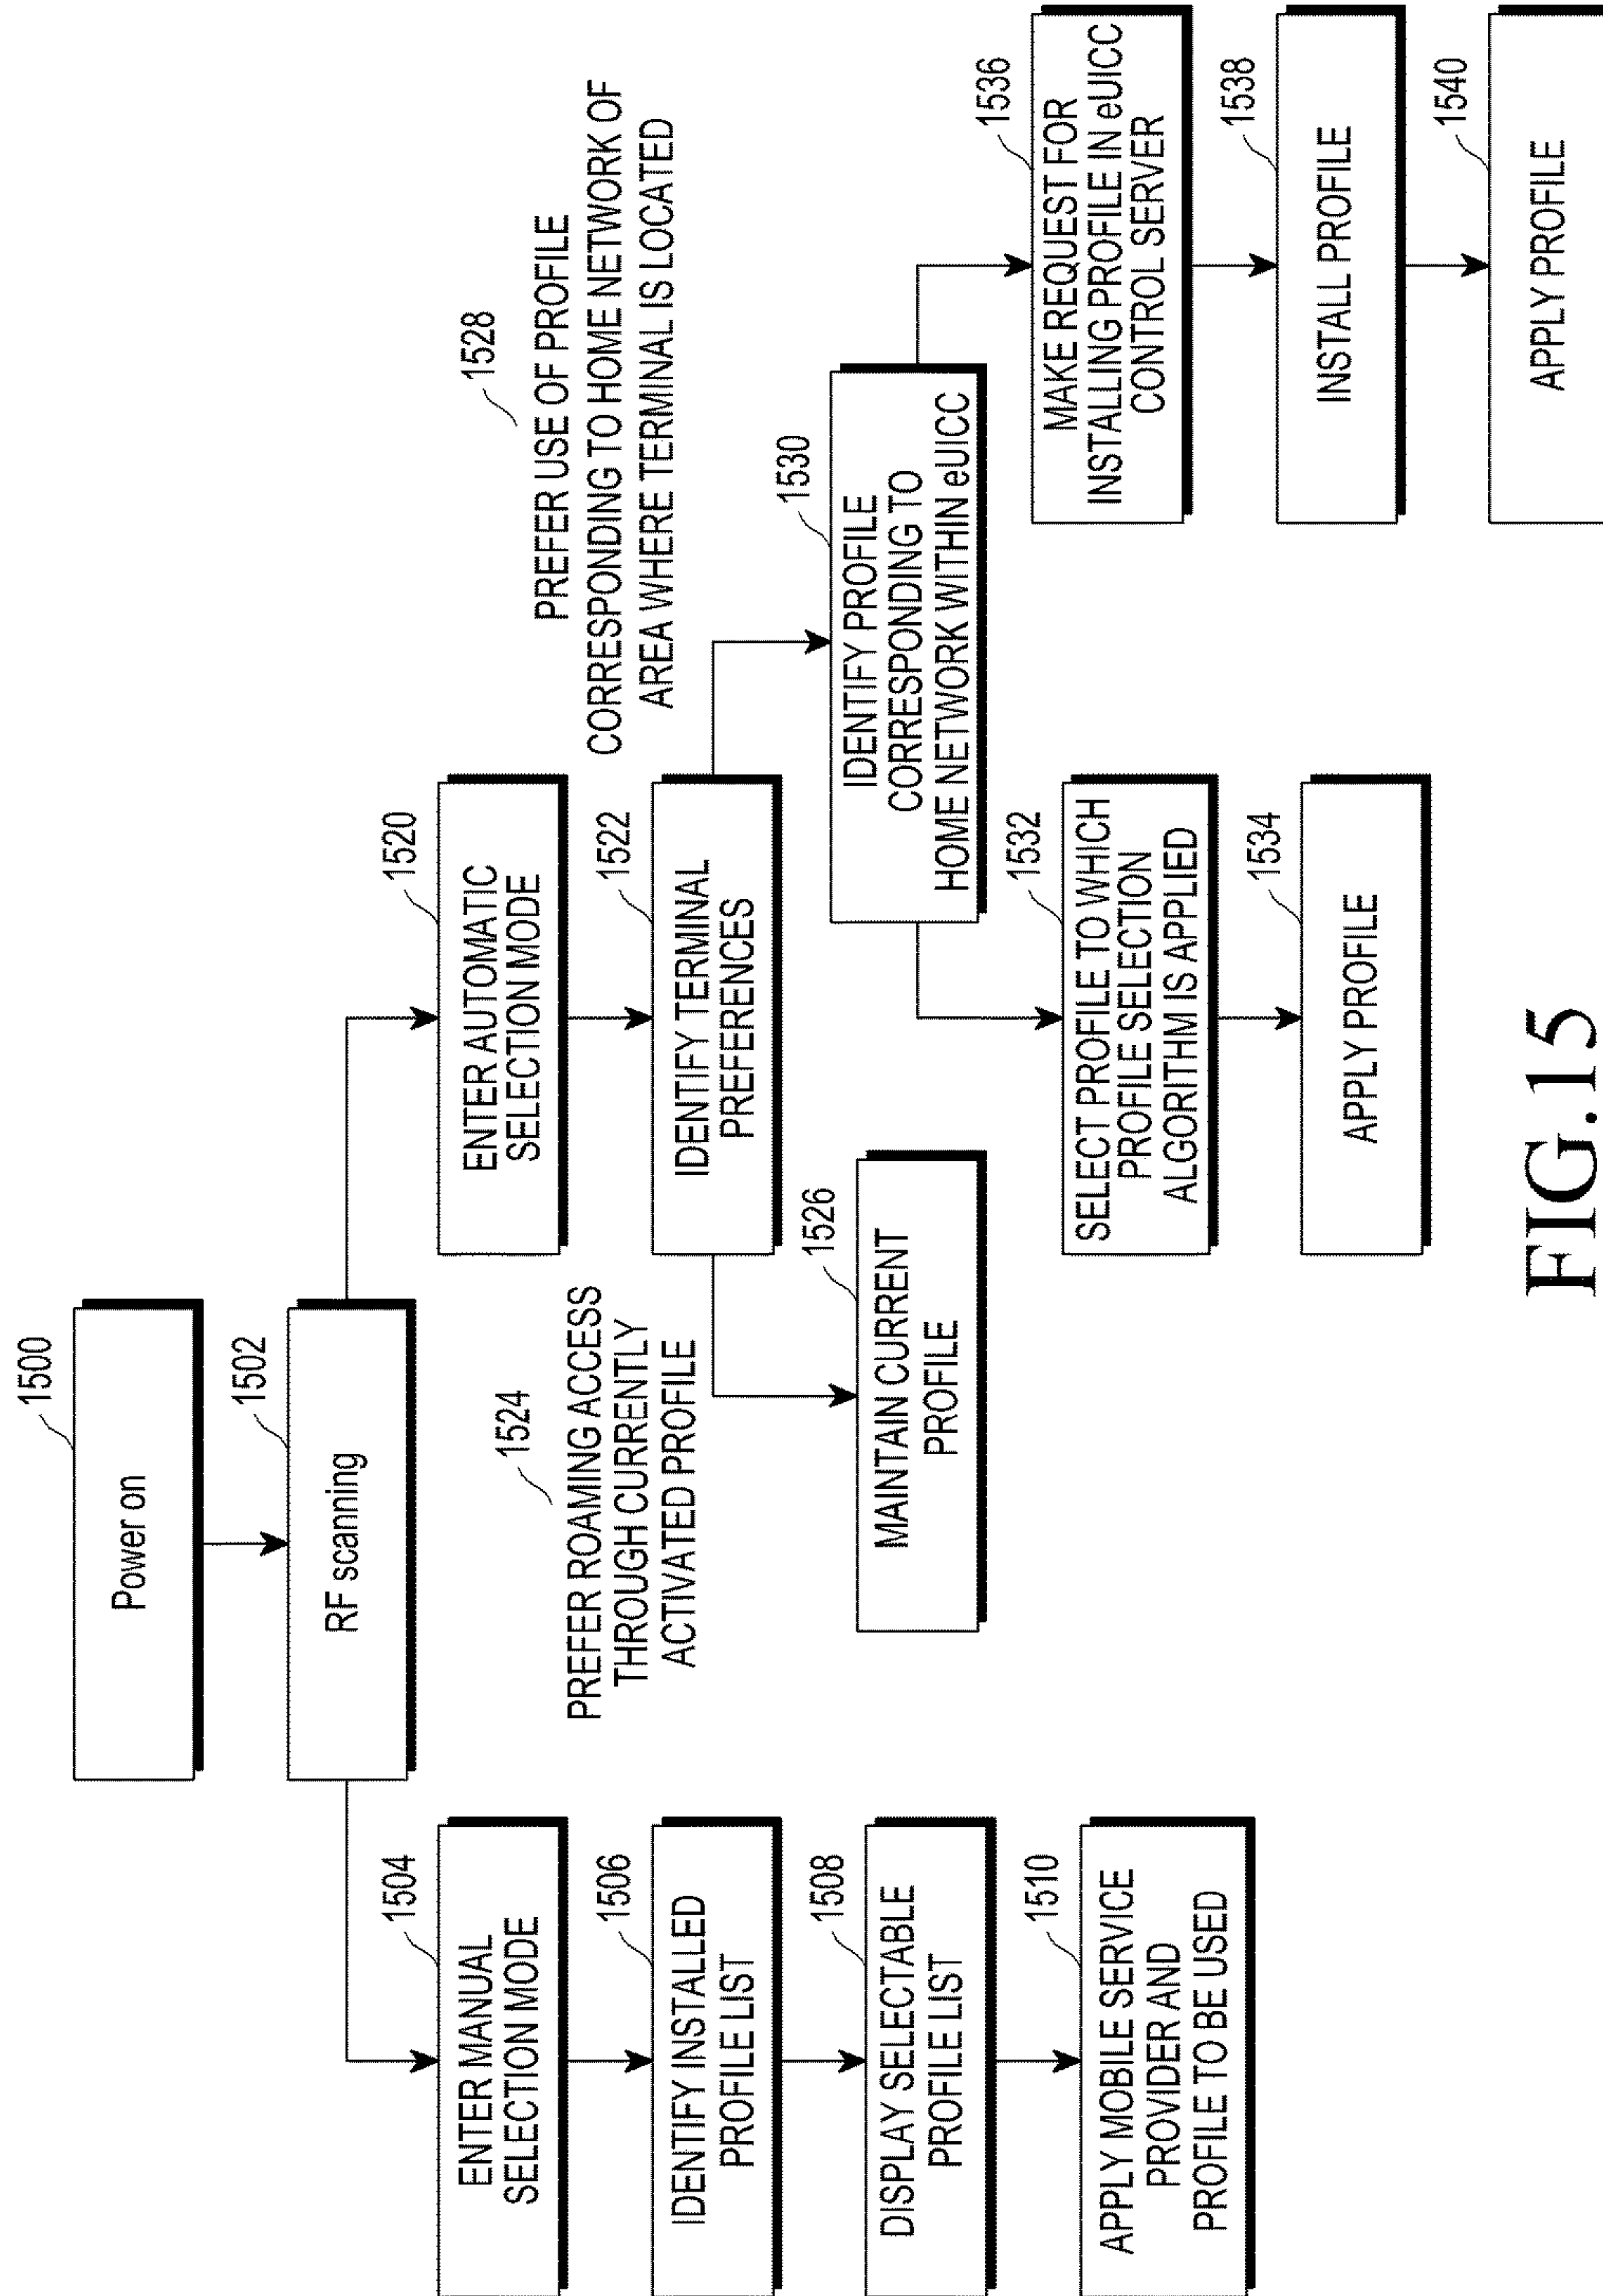 1500
Power on
1502
RF scanning
1504
ENTER MANUAL
SELECTION MODE
1506
IDENTIFY INSTALLED
PROFILE LIST
1508
DISPLAY SELECTABLE
PROFILE LIST
1510
APPLY MOBILE SERVICE
PROVIDER AND
PROFILE TO BE USED
1520
ENTER AUTOMATIC
SELECTION MODE
1522
IDENTIFY TERMINAL
PREFERENCES
1524
PREFER ROAMING ACCESS
THROUGH CURRENTLY
ACTIVATED PROFILE
1526
MAINTAIN CURRENT
PROFILE
1528
PREFER USE OF PROFILE
CORRESPONDING TO HOME NETWORK OF
AREA WHERE TERMINAL IS LOCATED
1530
IDENTIFY PROFILE
CORRESPONDING TO
HOME NETWORK WITHIN eUICC
1532
SELECT PROFILE TO WHICH
PROFILE SELECTION
ALGORITHM IS APPLIED
1534
APPLY PROFILE
1536
MAKE REQUEST FOR
INSTALLING PROFILE IN eUICC
CONTROL SERVER
1538
INSTALL PROFILE
1540
APPLY PROFILE
FIG.15